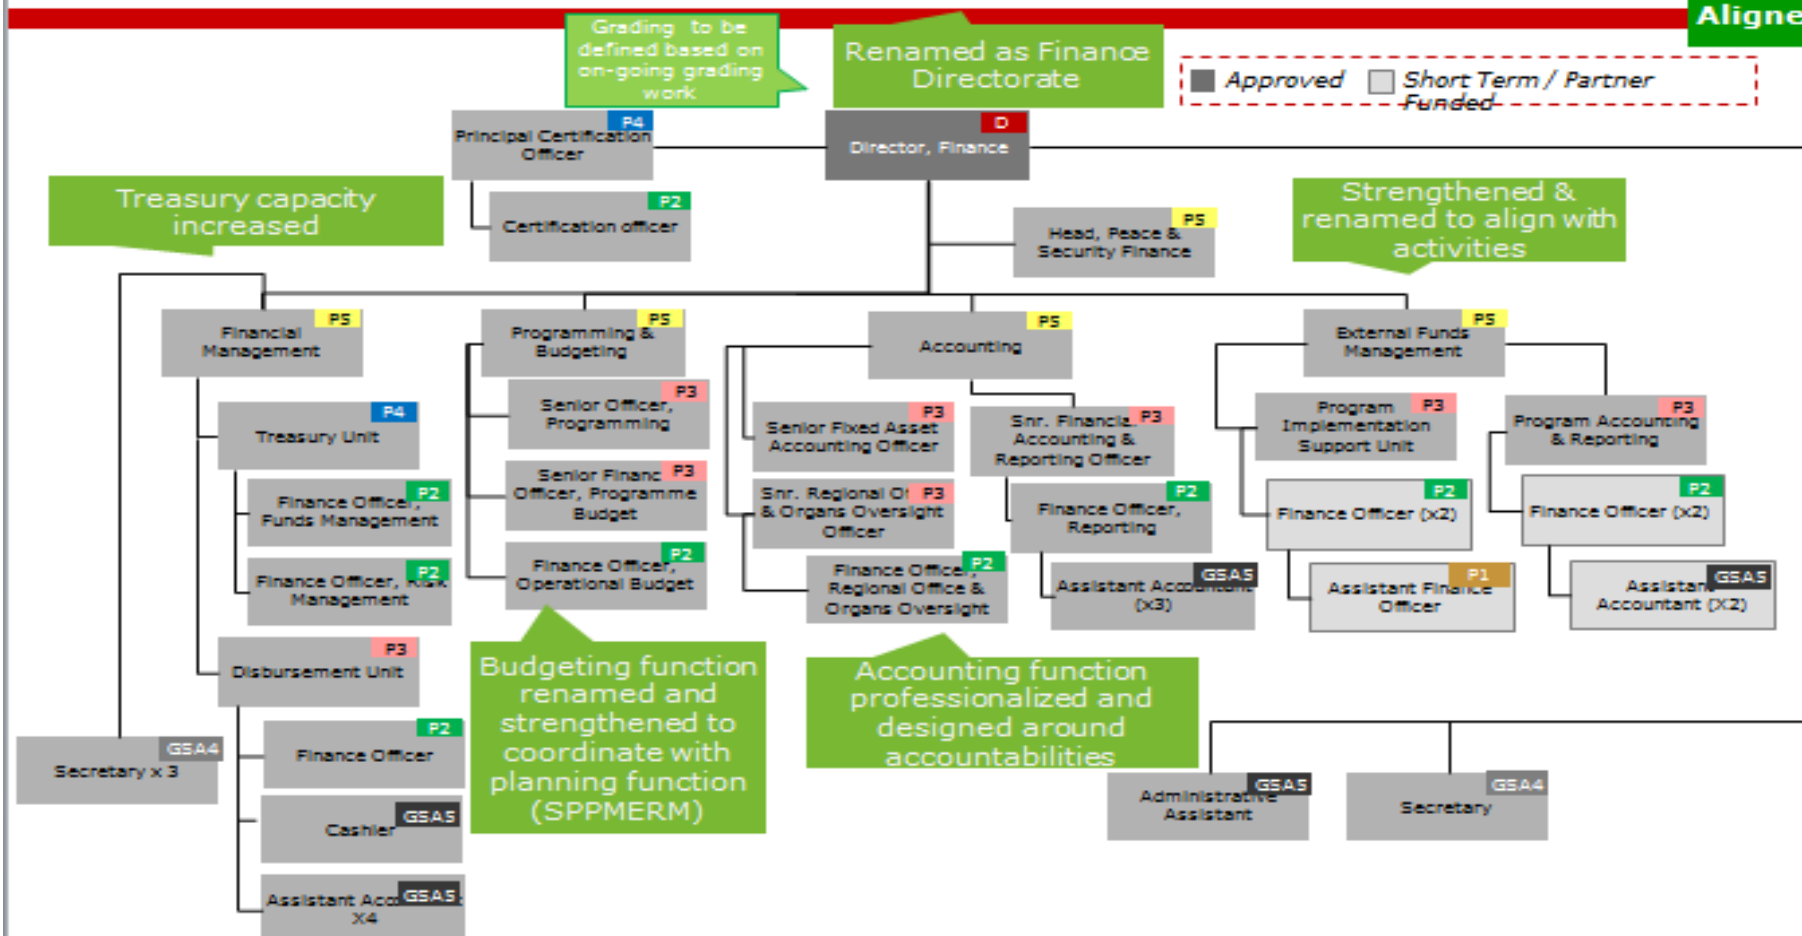 Aligne
Grading to be
defined based on
on-going grading
work
Renamed as Finance
Directorate
Approved
Short Term / Partner
Funded
P4
Principal Certification
Officer
D
Director, Finance
Treasury capacity
increased
P2
Certification officer
P5
Head, Peace &
Security Finance
Strengthened &
renamed to align with
activities
P5
Financial
Management
P5
Programming &
Budgeting
P5
Accounting
P5
External Funds
Management
P4
Treasury Unit
P3
Senior Officer,
Programming
P3
Senior Fixed Asset
Accounting Officer
P3
Snr. Financia
Accounting &
Reporting Officer
P3
Program
Implementation
Support Unit
P3
Program Accounting
& Reporting
P2
Finance Officer,
Funds Management
P3
Senior Financ
Officer, Programme
Budget
P3
Snr. Regional Of
& Organs Oversight
Officer
P2
Finance Officer,
Reporting
P2
Finance Officer (x2)
P2
Finance Officer (x2)
P2
Finance Officer, Risk
Management
P2
Finance Officer,
Operational Budget
P2
Finance Officer,
Regional Office &
Organs Oversight
GSA5
Assistant Accountant
(x3)
P1
Assistant Finance
Officer
GSA5
Assistant
Accountant (X2)
P3
Disbursement Unit
Budgeting function
renamed and
strengthened to
coordinate with
planning function
(SPPMERM)
Accounting function
professionalized and
designed around
accountabilities
GSA4
Secretary x 3
P2
Finance Officer
GSA5
Cashier
GSA5
Assistant Acc
X4
GSA5
Administrative
Assistant
GSA4
Secretary